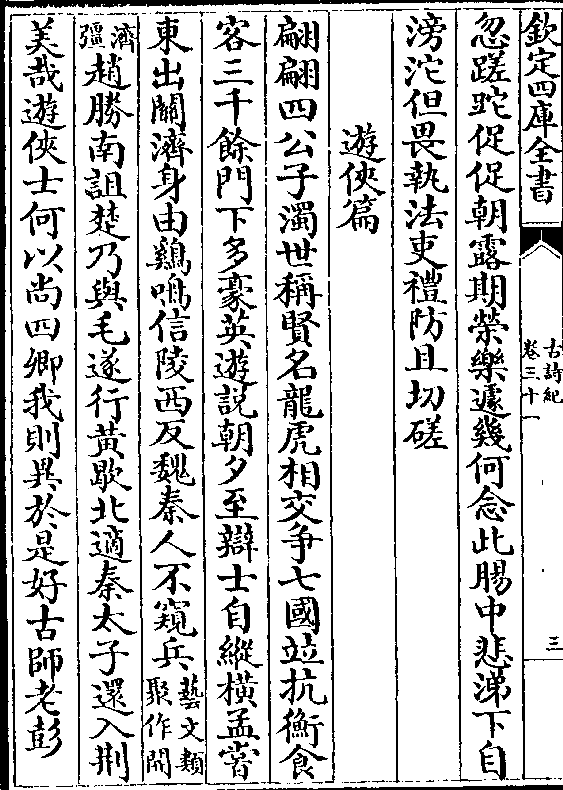 欽定四庫全書
古詩紀
卷三十一
三
忽蹉跎促促朝露期榮樂遽幾何念此腸中悲涕下自
滂沱但畏執法吏禮防且切磋
遊俠篇
翩翩四公子濁世稱賢名龍虎相交爭七國竝抗衡食
客三千餘門下多豪英遊説朝夕至辯士自縱橫孟嘗
東出關濟身由鷄鳴信陵西反魏秦人不窺兵藝文類
聚作開
濟
彊趙勝南詛楚乃與毛遂行黃歇北適秦太子還入荆
美哉遊俠士何以尚四卿我則異於是好古師老彭